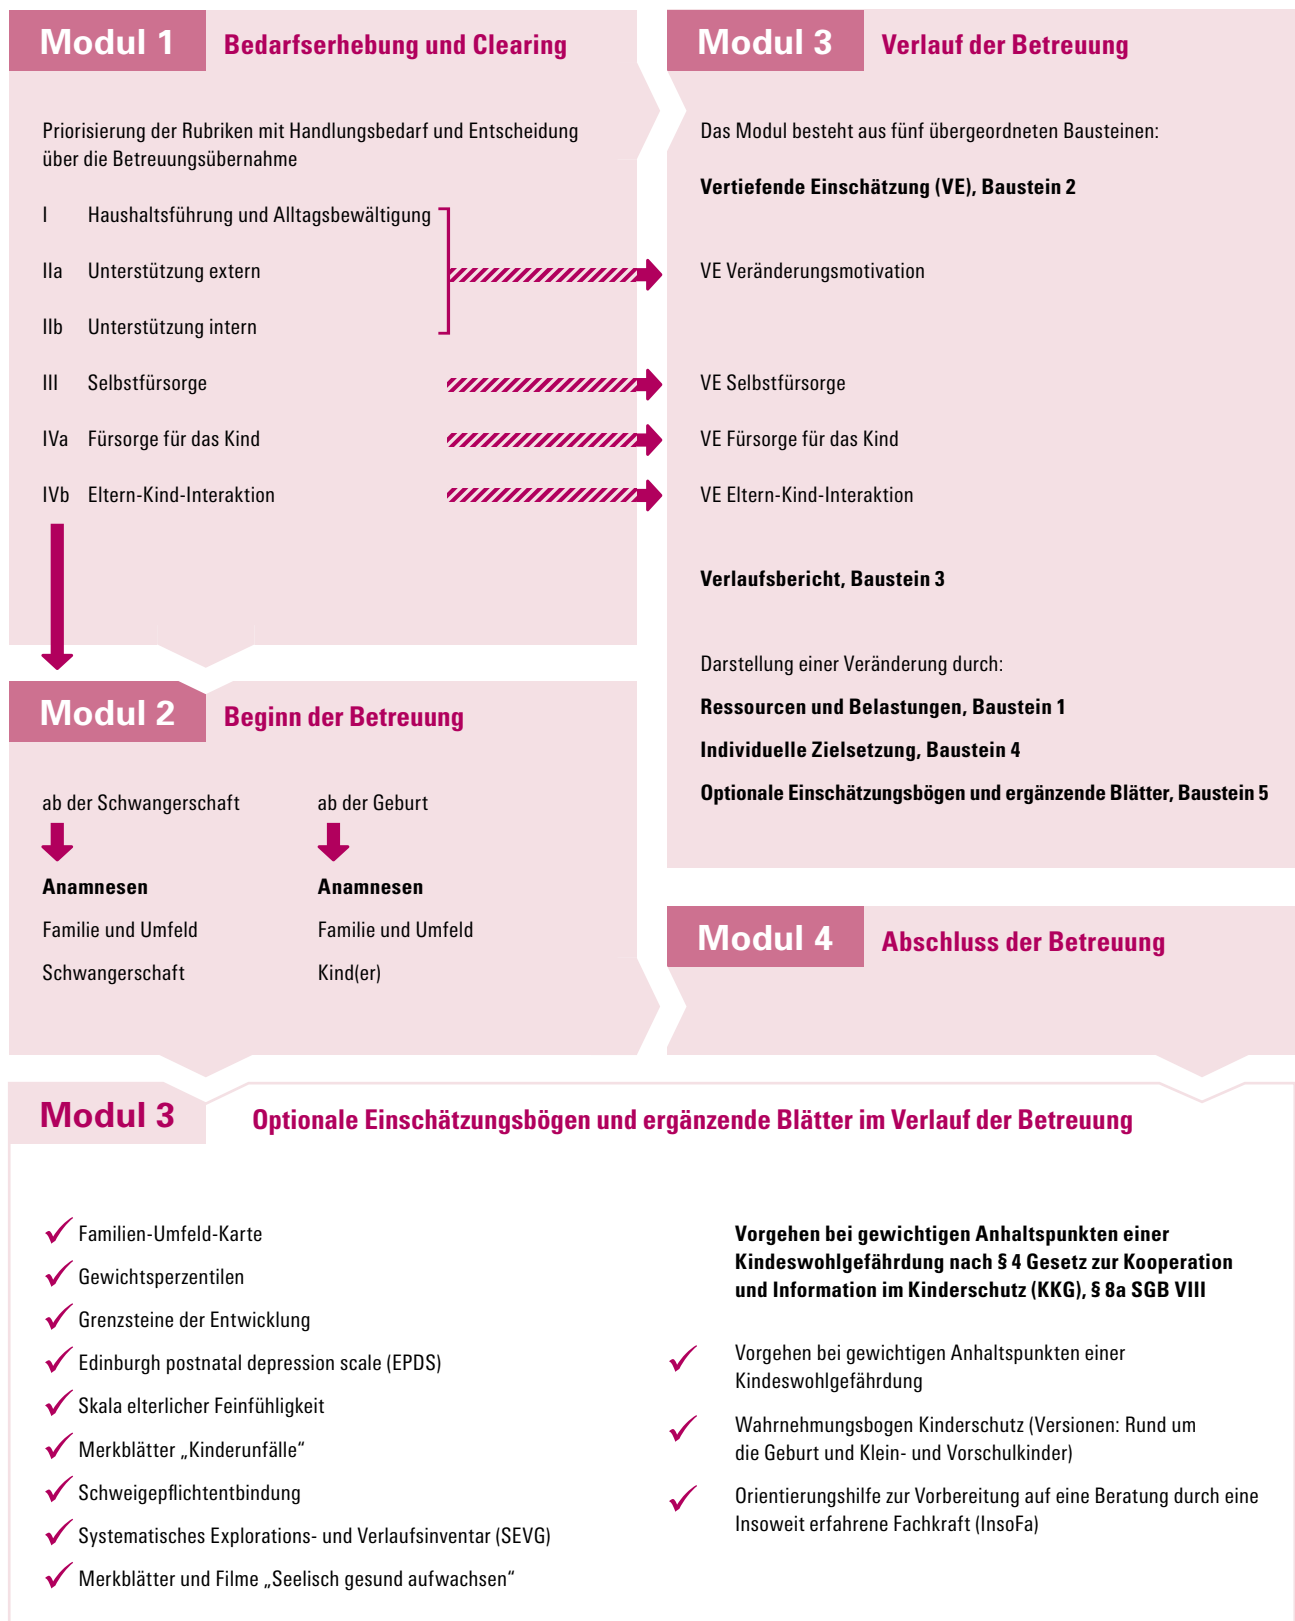 Modul 1
Bedarfserhebung und Clearing
Priorisierung der Rubriken mit Handlungsbedarf und Entscheidung
über die Betreuungsübernahme
I Haushaltsführung und Alltagsbewältigung
IIa Unterstützung extern
IIb Unterstützung intern
III Selbstfürsorge
IVa Fürsorge für das Kind
IVb Eltern-Kind-Interaktion
Modul 2
Beginn der Betreuung
ab der Schwangerschaft
Anamnesen
Familie und Umfeld
Schwangerschaft
ab der Geburt
Anamnesen
Familie und Umfeld
Kind(er)
Modul 3
Verlauf der Betreuung
Das Modul besteht aus fünf übergeordneten Bausteinen:
Vertiefende Einschätzung (VE), Baustein 2
VE Veränderungsmotivation
VE Selbstfürsorge
VE Fürsorge für das Kind
VE Eltern-Kind-Interaktion
Verlaufsbericht, Baustein 3
Darstellung einer Veränderung durch:
Ressourcen und Belastungen, Baustein 1
Individuelle Zielsetzung, Baustein 4
Optionale Einschätzungsbögen und ergänzende Blätter, Baustein 5
Modul 4
Abschluss der Betreuung
Modul 3
Optionale Einschätzungsbögen und ergänzende Blätter im Verlauf der Betreuung
Familien-Umfeld-Karte
Gewichtsperzentilen
Grenzsteine der Entwicklung
Edinburgh postnatal depression scale (EPDS)
Skala elterlicher Feinfühligkeit
Merkblätter „Kinderunfälle“
Schweigepflichtentbindung
Systematisches Explorations- und Verlaufsinventar (SEVG)
Merkblätter und Filme „Seelisch gesund aufwachsen“
Vorgehen bei gewichtigen Anhaltspunkten einer
Kindeswohlgefährdung nach § 4 Gesetz zur Kooperation
und Information im Kinderschutz (KKG), § 8a SGB VIII
Vorgehen bei gewichtigen Anhaltspunkten einer
Kindeswohlgefährdung
Wahrnehmungsbogen Kinderschutz (Versionen: Rund um
die Geburt und Klein- und Vorschulkinder)
Orientierungshilfe zur Vorbereitung auf eine Beratung durch eine
Insoweit erfahrene Fachkraft (InsoFa)